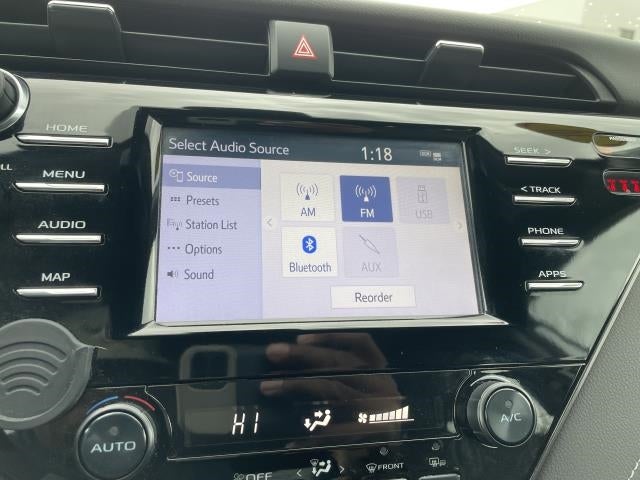 HOME
MENU
AUDIO
MAP
Select Audio Source 1:18
Source
Presets
Station List
Options
Sound
AM
FM
USB
Bluetooth
AUX
Reorder
SEEK >
< TRACK
PHONE
APPS
AUTO
HI
A/C
OFF
FRONT